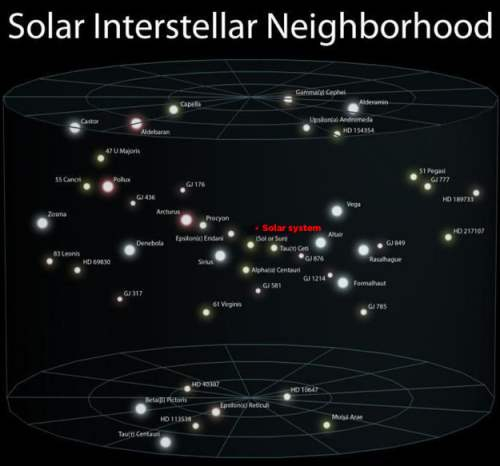 Solar Interstellar Neighborhood
Gamma(γ) Cephei
Capella
Alderamin
Castor
Aldebaran
Upsilon(υ) Andromeda
HD 154354
47 U Majoris
51 Pegasi
55 Cancri
Pollux
GJ 176
GJ 777
GJ 436
HD 189733
Vega
Zosma
Arcturus
Procyon
Solar system
Epsilon(ε) Eridani
(Sol or Sun)
Altair
HD 217107
Denebola
Tau(τ) Ceti
GJ 849
83 Leonis
Sirius
GJ 876
Rasalhague
HD 69830
Alpha(α) Centauri
GJ 1214
Formalhaut
GJ 581
GJ 317
61 Virginis
GJ 785
HD 40307
HD 10647
Beta(β) Pictoris
Epsilon(ε) Reticuli
HD 113538
Mu(μ) Arae
Tau(τ) Centauri